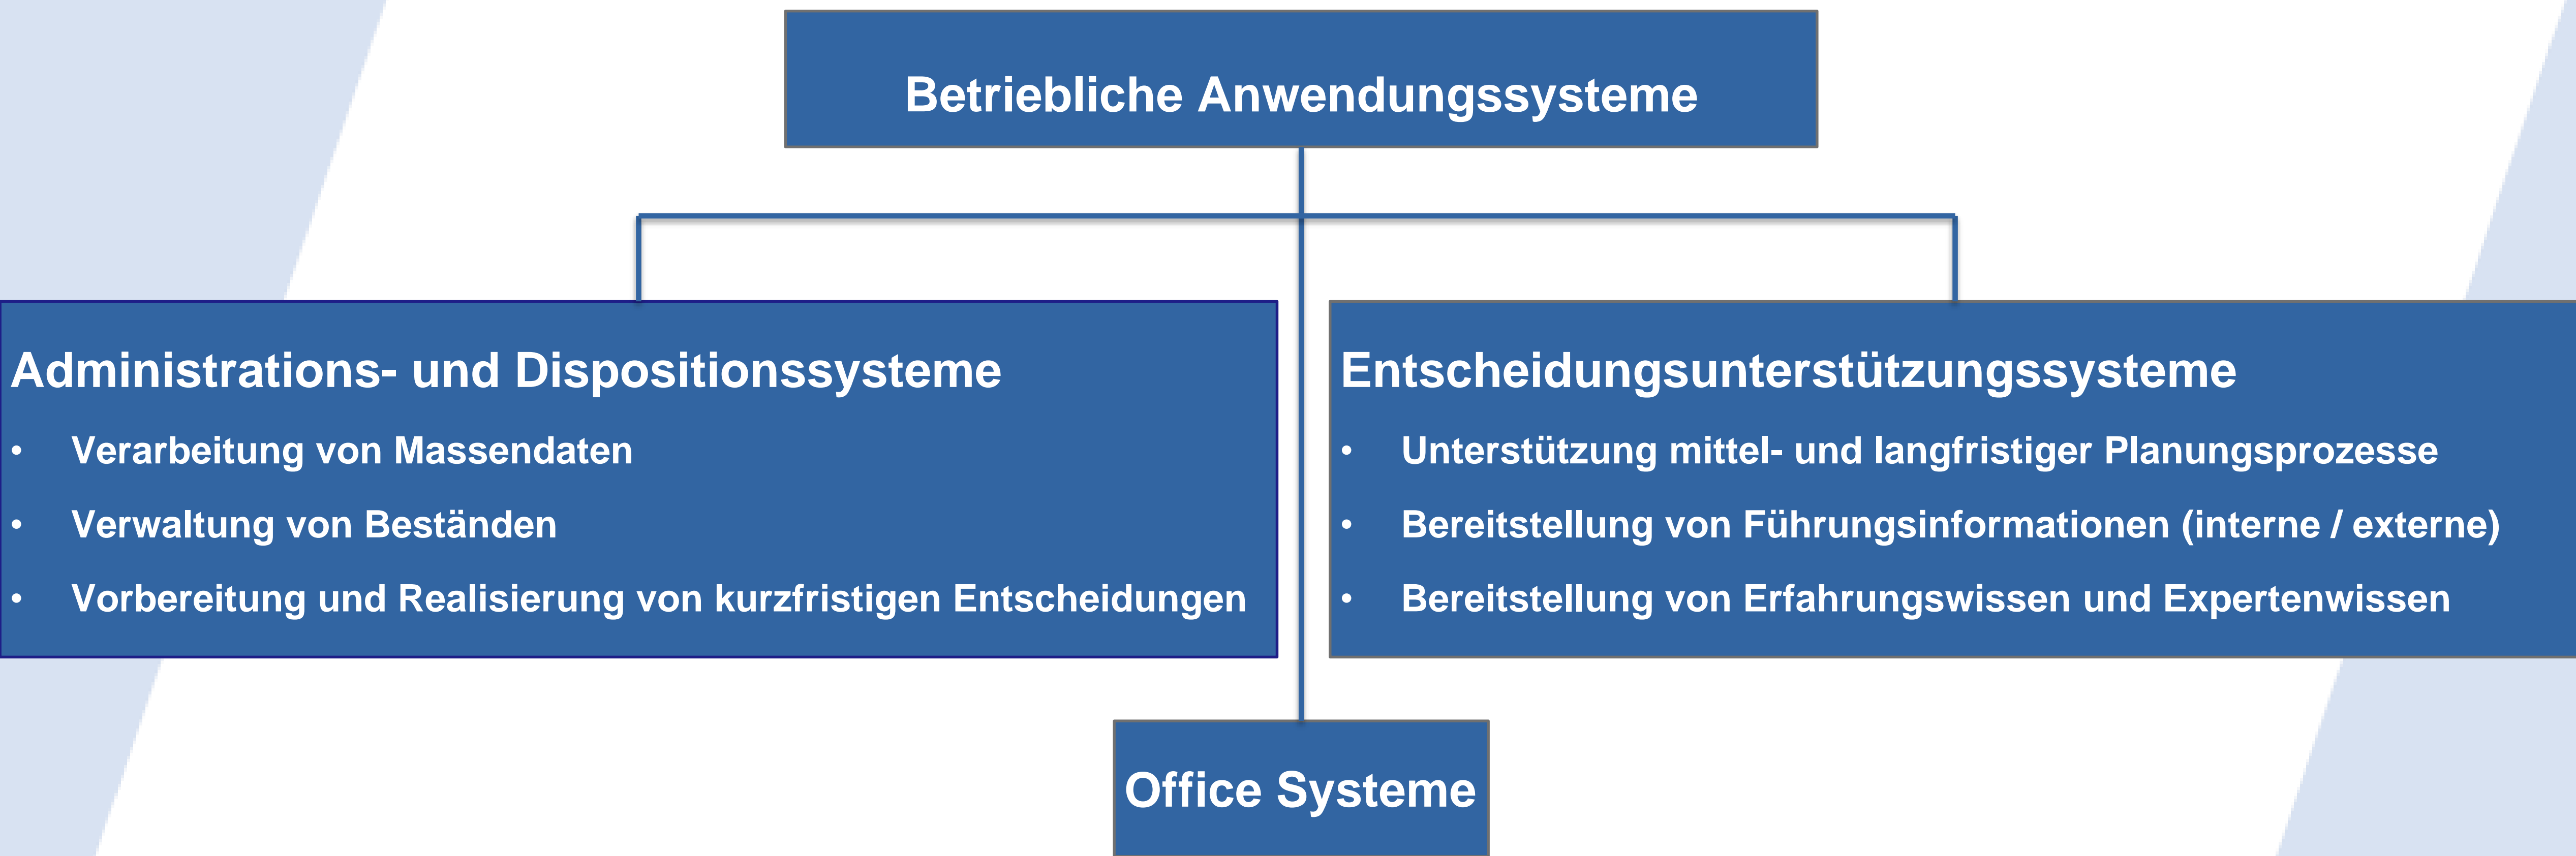 Betriebliche Anwendungssysteme
Administrations- und Dispositionssysteme
• Verarbeitung von Massendaten
• Verwaltung von Beständen
• Vorbereitung und Realisierung von kurzfristigen Entscheidungen
Entscheidungsunterstützungssysteme
• Unterstützung mittel- und langfristiger Planungsprozesse
• Bereitstellung von Führungsinformationen (interne / externe)
• Bereitstellung von Erfahrungswissen und Expertenwissen
Office Systeme